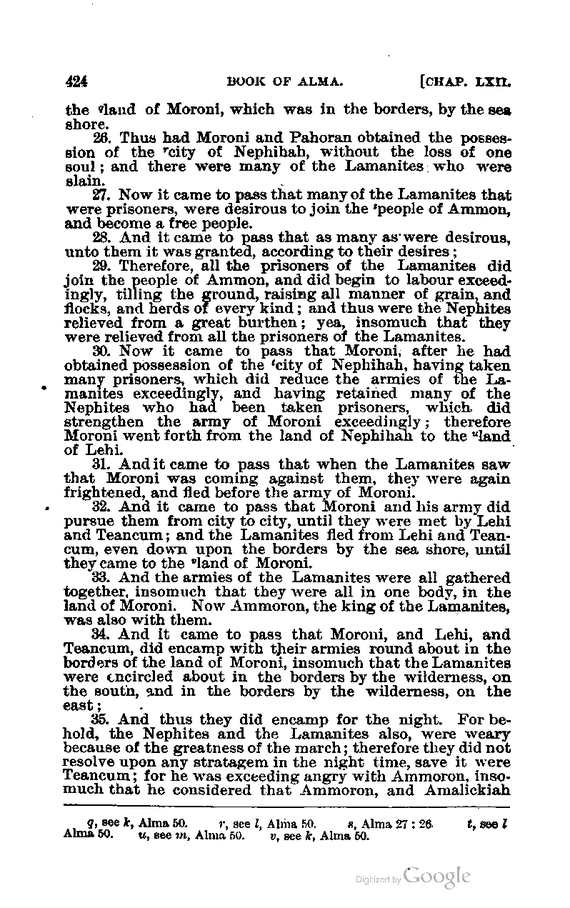 424 BOOK OF ALMA. [CHAP. LXII.
the qland of Moroni, which was in the borders, by the sea
shore.
26. Thus had Moroni and Pahoran obtained the posses-
sion of the rcity of Nephihah, without the loss of one
soul; and there were many of the Lamanites who were
slain.
27. Now it came to pass that many of the Lamanites that
were prisoners, were desirous to join the speople of Ammon,
and become a free people.
28. And it came to pass that as many as were desirous,
unto them it was granted, according to their desires;
29. Therefore, all the prisoners of the Lamanites did
join the people of Ammon, and did begin to labour exceed-
ingly, tilling the ground, raising all manner of grain, and
flocks, and herds of every kind; and thus were the Nephites
relieved from a great burthen; yea, insomuch that they
were relieved from all the prisoners of the Lamanites.
30. Now it came to pass that Moroni, after he had
obtained possession of the tcity of Nephihah, having taken
many prisoners, which did reduce the armies of the La-
manites exceedingly, and having retained many of the
Nephites who had been taken prisoners, which did
strengthen the army of Moroni exceedingly; therefore
Moroni went forth from the land of Nephihah to the uland
of Lehi.
31. And it came to pass that when the Lamanites saw
that Moroni was coming against them, they were again
frightened, and fled before the army of Moroni.
32. And it came to pass that Moroni and his army did
pursue them from city to city, until they were met by Lehi
and Teancum; and the Lamanites fled from Lehi and Tean-
cum, even down upon the borders by the sea shore, until
they came to the vland of Moroni.
33. And the armies of the Lamanites were all gathered
together, insomuch that they were all in one body, in the
land of Moroni. Now Ammoron, the king of the Lamanites,
was also with them.
34. And it came to pass that Moroni, and Lehi, and
Teancum, did encamp with their armies round about in the
borders of the land of Moroni, insomuch that the Lamanites
were encircled about in the borders by the wilderness, on
the south, and in the borders by the wilderness, on the
east;
35. And thus they did encamp for the night. For be-
hold, the Nephites and the Lamanites also, were weary
because of the greatness of the march; therefore they did not
resolve upon any stratagem in the night time, save it were
Teancum; for he was exceeding angry with Ammoron, inso-
much that he considered that Ammoron, and Amalickiah
q, see k, Alma 50. r, see l, Alma 50. s, Alma 27 : 26. t, see l
Alma 50. u, see m, Alma 50. v, see k, Alma 50.
Digitized by Google